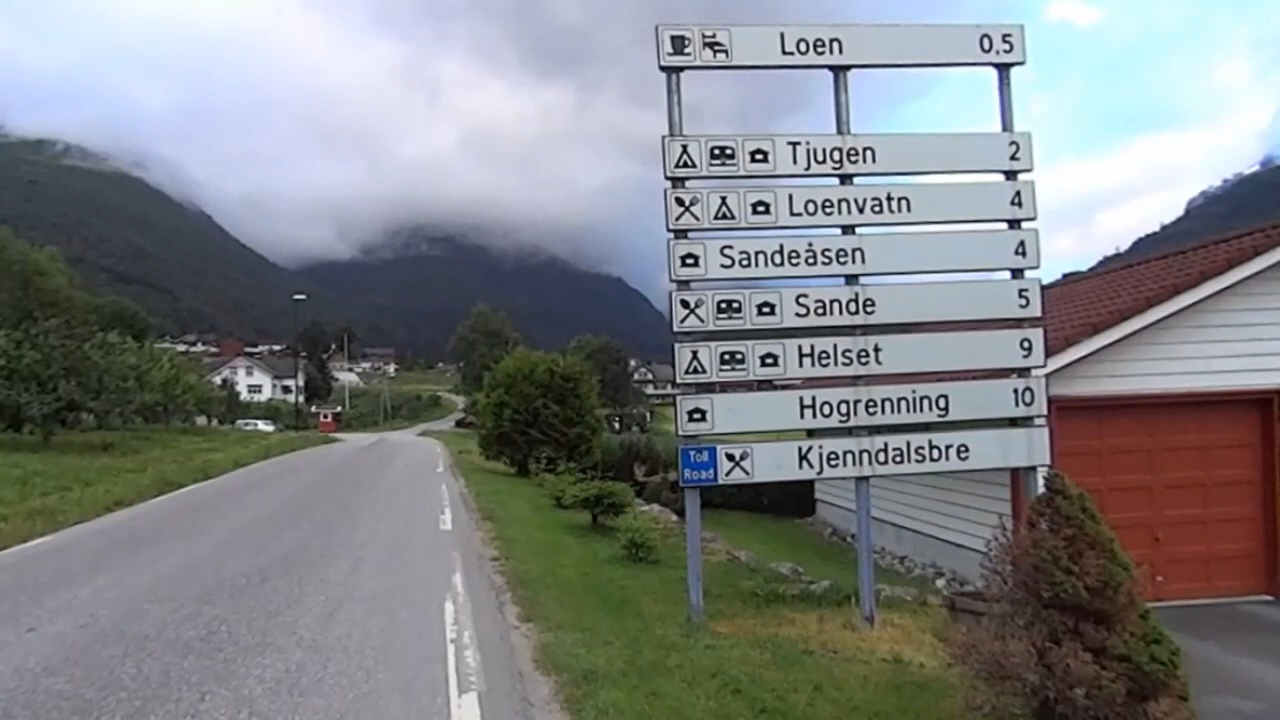 Loen 0,5
Tjugen 2
Loenvatn 4
Sandeåsen 4
Sande 5
Helset 9
Hogrenning 10
Toll Road Kjenndalsbre